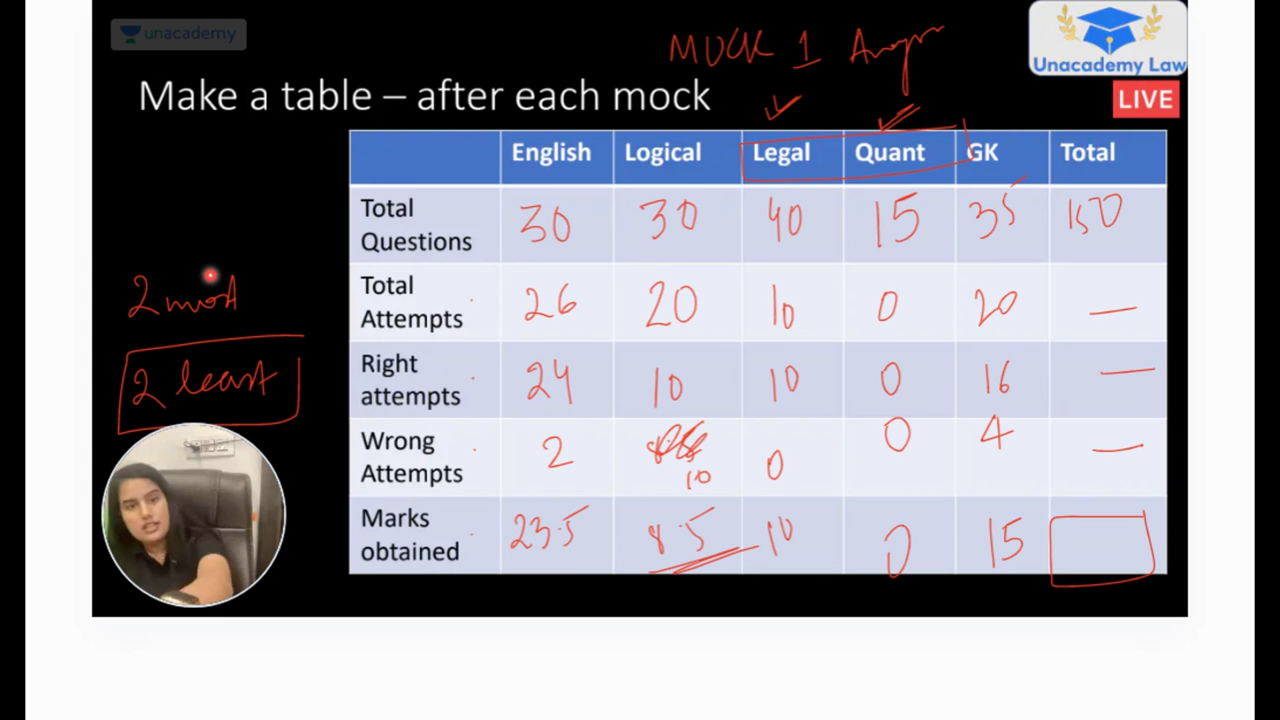 unacademy
MOCK 1
Unacademy Law
LIVE
Make a table – after each mock
English Logical Legal Quant GK Total
Total Questions 30 30 40 15 35 150
Total Attempts 26 20 10 0 20 —
Right attempts 24 10 10 0 16 —
Wrong Attempts 2 10 0 0 4 —
Marks obtained 23.5 8.5 10 0 15
2 most
2 least